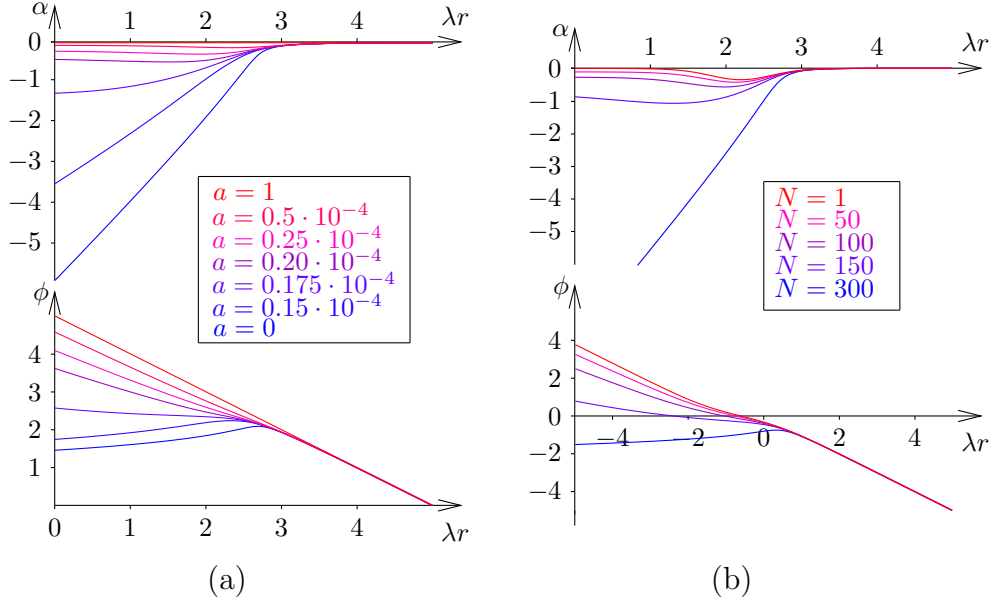 α
1 2 3 4 λr
0
−1
−2
−3
−4
−5
a = 1
a = 0.5 · 10−4
a = 0.25 · 10−4
a = 0.20 · 10−4
a = 0.175 · 10−4
a = 0.15 · 10−4
a = 0
ϕ
4
3
2
1
0 1 2 3 4 λr
(a)
α
1 2 3 4 λr
0
−1
−2
−3
−4
−5
N = 1
N = 50
N = 100
N = 150
N = 300
ϕ
4
2
0
−2
−4
−4 −2 0 2 4 λr
(b)